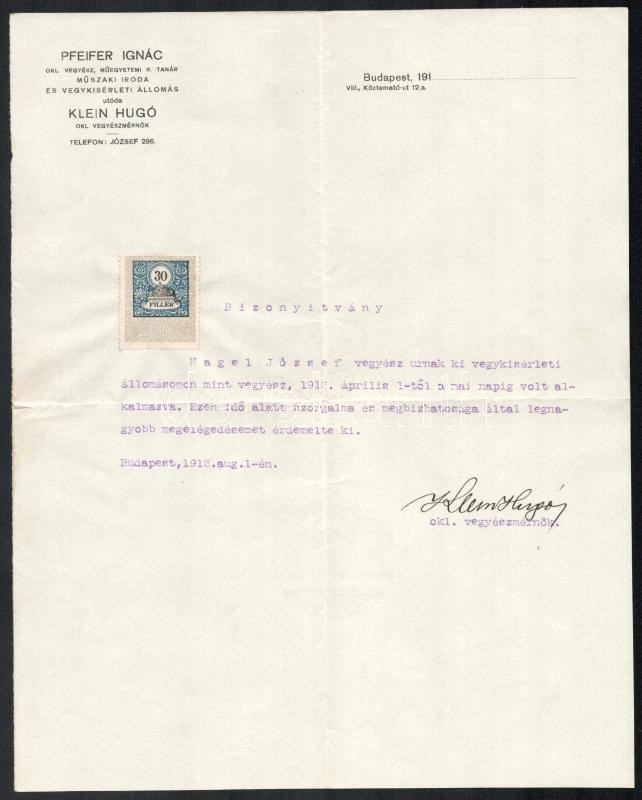 PFEIFER IGNÁC
OKL. VEGYÉSZ, MŰEGYETEMI R. TANÁR
MŰSZAKI IRODA
ÉS VEGYKISÉRLETI ÁLLOMÁS
utóda
KLEIN HUGÓ
OKL. VEGYÉSZMÉRNÖK
TELEFON: JÓZSEF 296.
Budapest, 191
VIII., Köztemető-ut 12/a.
30
FILLÉR
Bizonyitvány
Nagel József vegyész urnak ki vegykisérleti
állomásomon mint vegyész, április 1-től a mai napig volt al-
kalmazva. Ezen idő alatt szorgalma és megbizhatósága által legna-
gyobb megelégedésemet érdemelte ki.
Budapest, aug.1-én.
Klein Hugó
okl. vegyészmérnök.